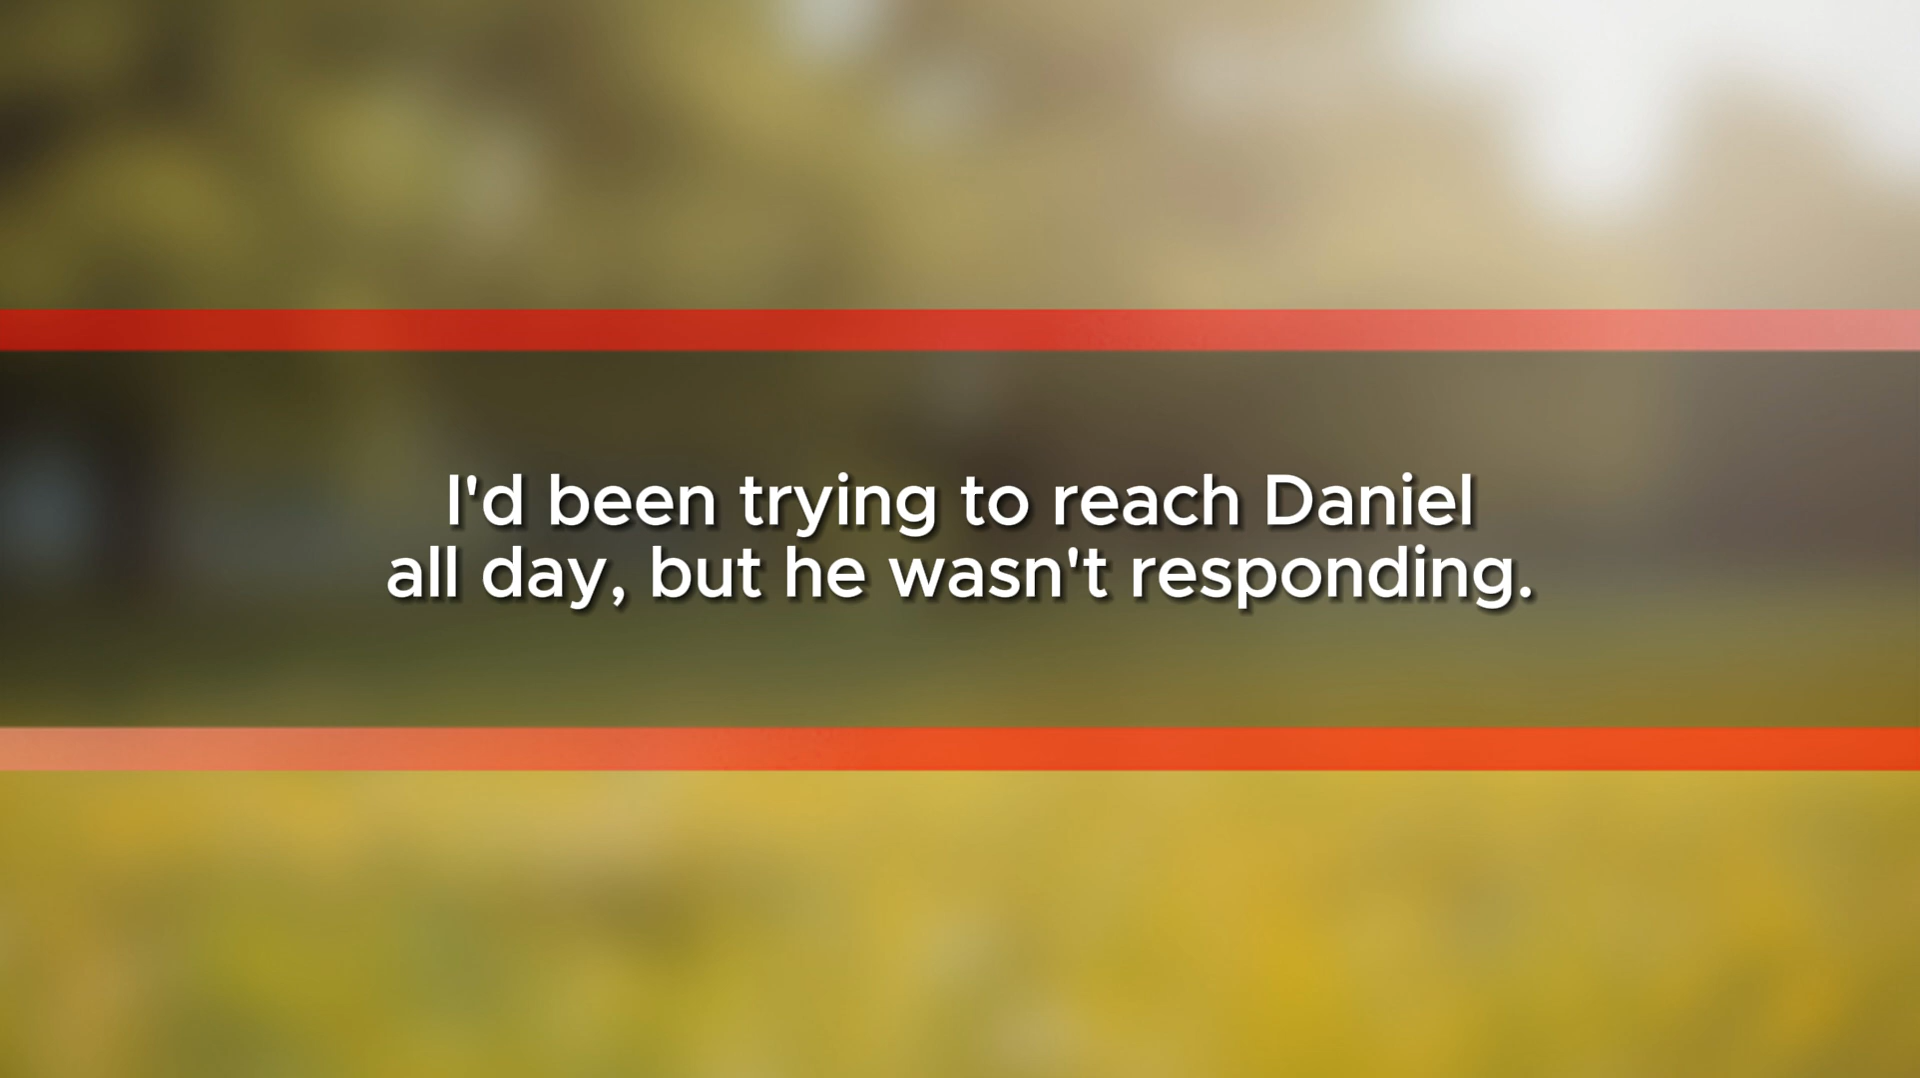 I'd been trying to reach Daniel
all day, but he wasn't responding.